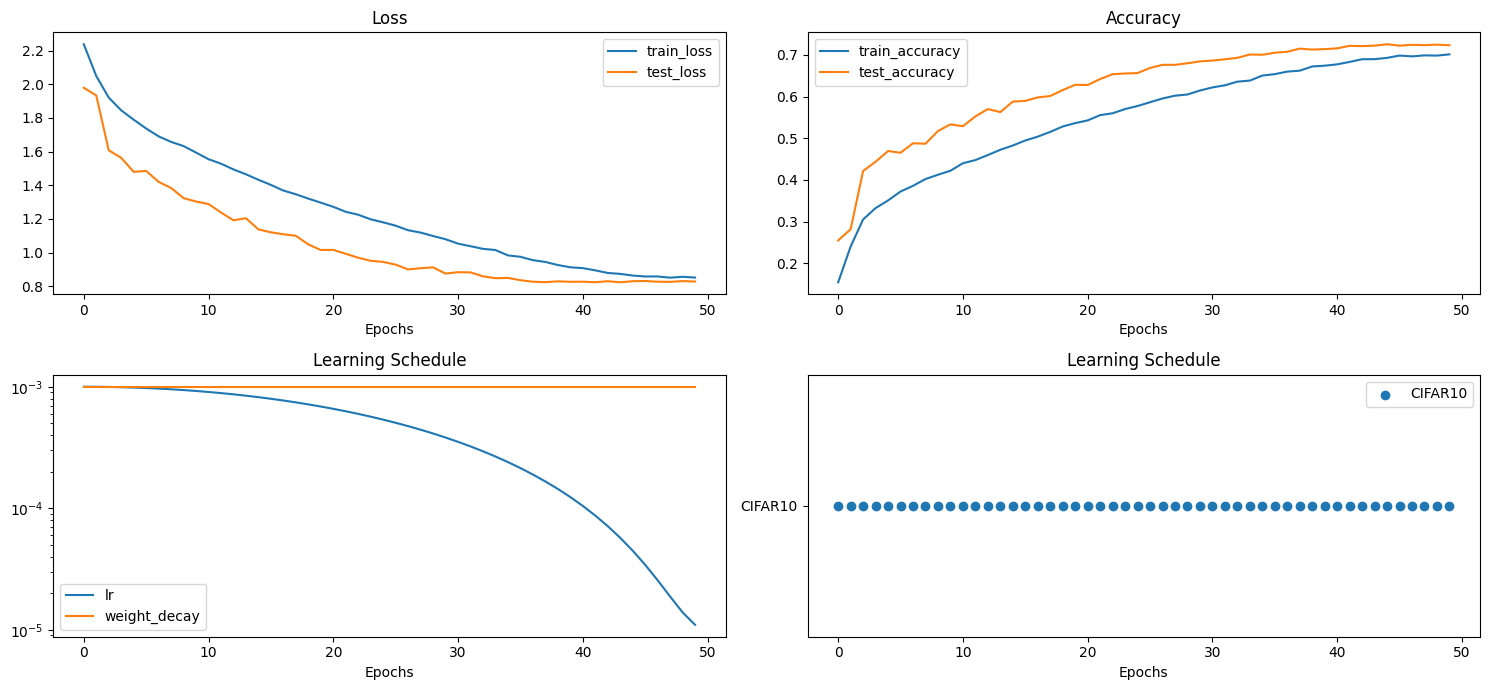 Loss
2.2
2.0
1.8
1.6
1.4
1.2
1.0
0.8
train_loss
test_loss
0 10 20 30 40 50
Epochs
Accuracy
0.7
0.6
0.5
0.4
0.3
0.2
train_accuracy
test_accuracy
0 10 20 30 40 50
Epochs
Learning Schedule
10⁻³
10⁻⁴
10⁻⁵
lr
weight_decay
0 10 20 30 40 50
Epochs
Learning Schedule
CIFAR10
CIFAR10
0 10 20 30 40 50
Epochs